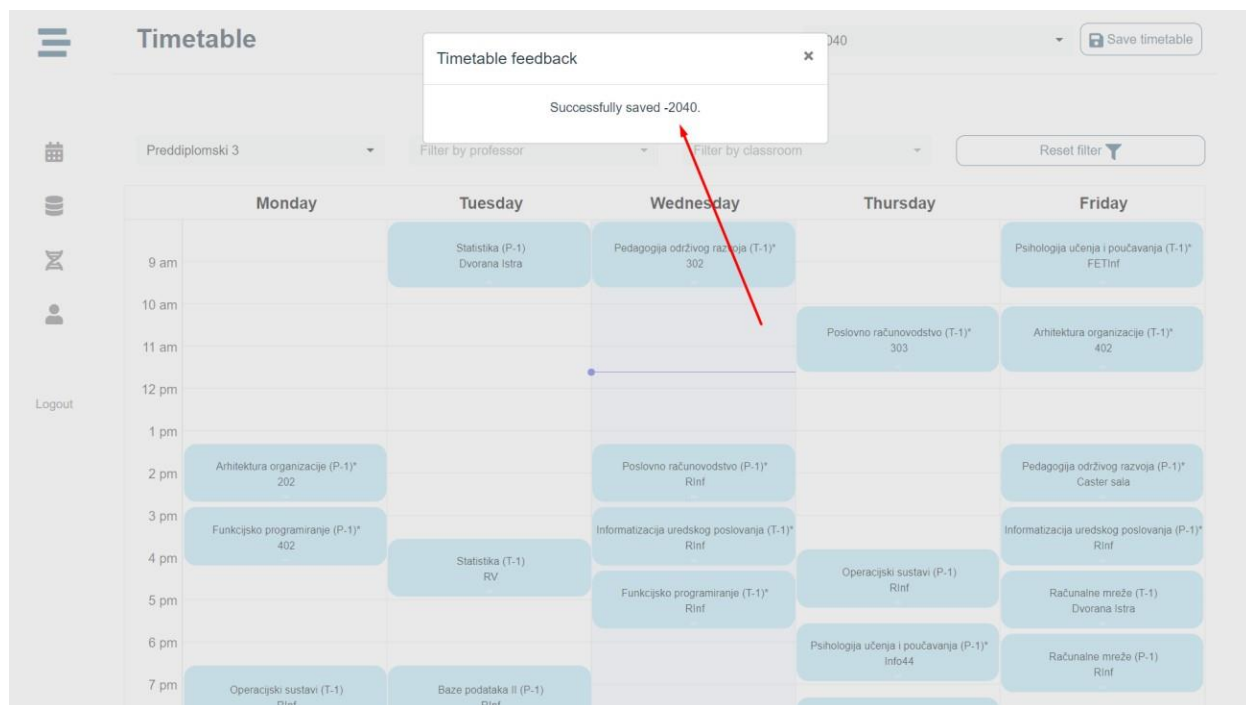 Timetable
040
Save timetable
Timetable feedback
×
Successfully saved -2040.
Preddiplomski 3
Filter by professor
Filter by classroom
Reset filter
Monday
Tuesday
Wednesday
Thursday
Friday
9 am
10 am
11 am
12 pm
1 pm
2 pm
3 pm
4 pm
5 pm
6 pm
7 pm
Logout
Arhitektura organizacije (P-1)*
202
Funkcijsko programiranje (P-1)*
402
Operacijski sustavi (T-1)
RInf
Statistika (P-1)
Dvorana Istra
Statistika (T-1)
RV
Baze podataka II (P-1)
RInf
Pedagogija održivog razvoja (T-1)*
302
Poslovno računovodstvo (P-1)*
RInf
Informatizacija uredskog poslovanja (T-1)*
RInf
Funkcijsko programiranje (T-1)*
RInf
Poslovno računovodstvo (T-1)*
303
Operacijski sustavi (P-1)
RInf
Psihologija učenja i poučavanja (P-1)*
Info44
Psihologija učenja i poučavanja (T-1)*
FETInf
Arhitektura organizacije (T-1)*
402
Pedagogija održivog razvoja (P-1)*
Caster sala
Informatizacija uredskog poslovanja (P-1)*
RInf
Računalne mreže (T-1)
Dvorana Istra
Računalne mreže (P-1)
RInf